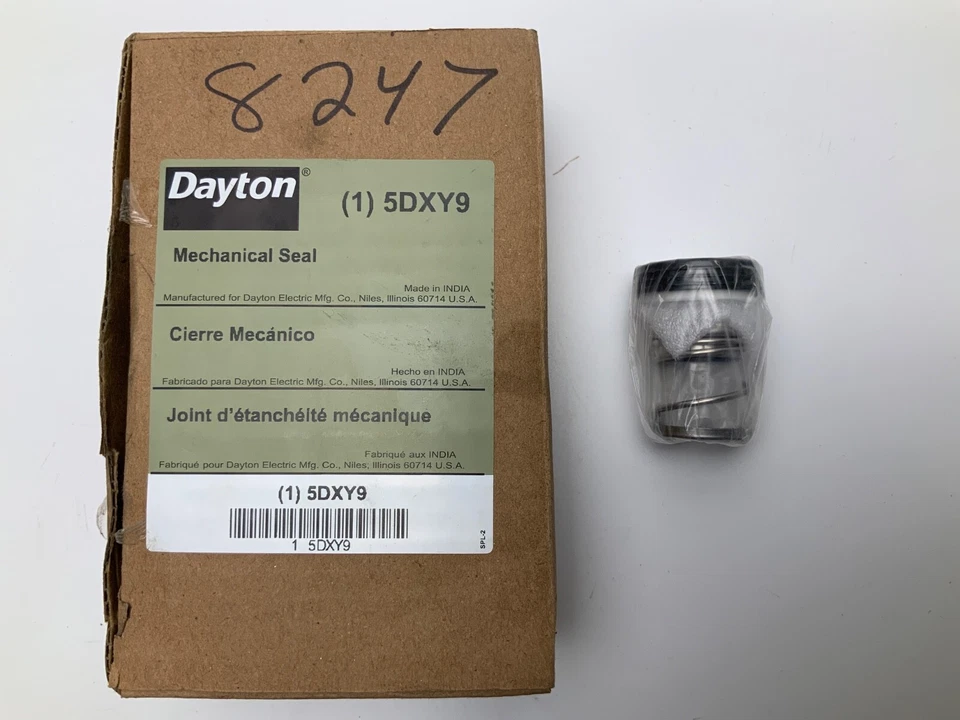 8247
Dayton®
(1) 5DXY9
Mechanical Seal
Made in INDIA
Manufactured for Dayton Electric Mfg. Co., Niles, Illinois 60714 U.S.A.
Cierre Mecánico
Hecho en INDIA
Fabricado para Dayton Electric Mfg. Co., Niles, Illinois 60714 U.S.A.
Joint d'étanchéité mécanique
Fabriqué aux INDIA
Fabriqué pour Dayton Electric Mfg. Co., Niles, Illinois 60714 U.S.A.
(1) 5DXY9
1 5DXY9
SPL-2